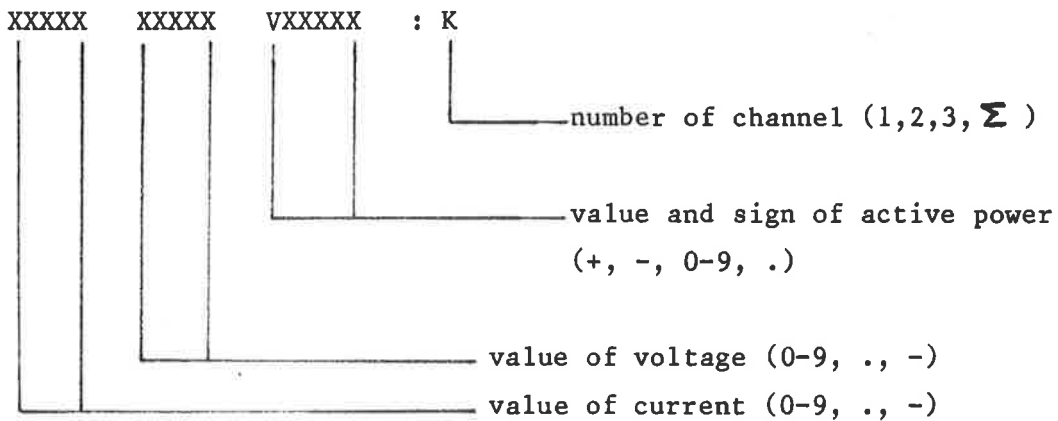 XXXXX XXXXX VXXXXX : K
number of channel (1,2,3, Σ )
value and sign of active power
(+, -, 0-9, .)
value of voltage (0-9, ., -)
value of current (0-9, ., -)